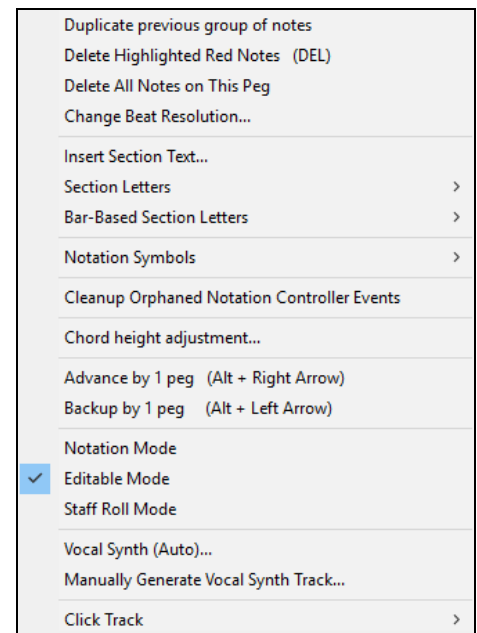 Duplicate previous group of notes
Delete Highlighted Red Notes (DEL)
Delete All Notes on This Peg
Change Beat Resolution...
Insert Section Text...
Section Letters
Bar-Based Section Letters
Notation Symbols
Cleanup Orphaned Notation Controller Events
Chord height adjustment...
Advance by 1 peg (Alt + Right Arrow)
Backup by 1 peg (Alt + Left Arrow)
Notation Mode
Editable Mode
Staff Roll Mode
Vocal Synth (Auto)...
Manually Generate Vocal Synth Track...
Click Track